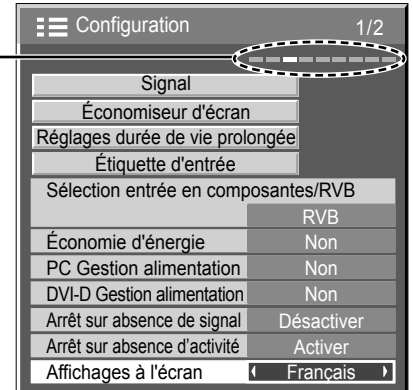 Configuration 1/2
Signal
Économiseur d'écran
Réglages durée de vie prolongée
Étiquette d'entrée
Sélection entrée en composantes/RVB
RVB
Économie d'énergie Non
PC Gestion alimentation Non
DVI-D Gestion alimentation Non
Arrêt sur absence de signal Désactiver
Arrêt sur absence d’activité Activer
Affichages à l'écran Français